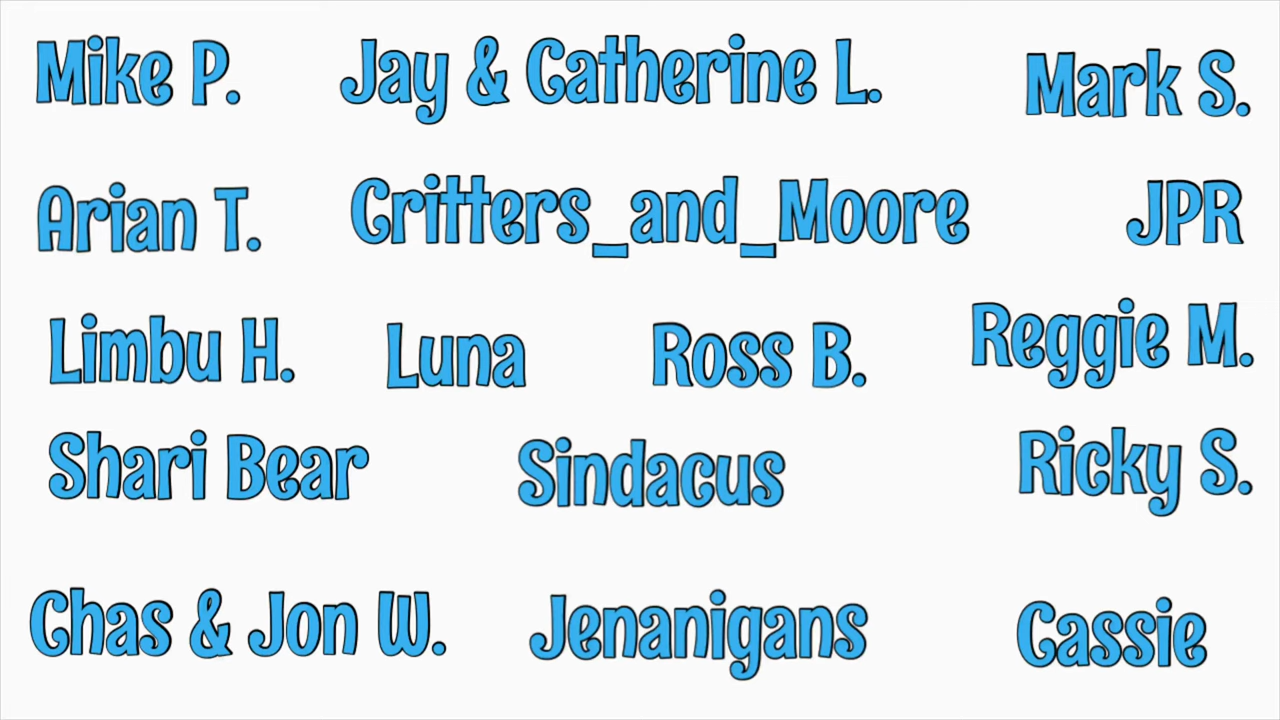 Mike P. Jay & Catherine L. Mark S.
Arian T. Critters_and_Moore JPR
Limbu H. Luna Ross B. Reggie M.
Shari Bear Sindacus Ricky S.
Chas & Jon W. Jenanigans Cassie